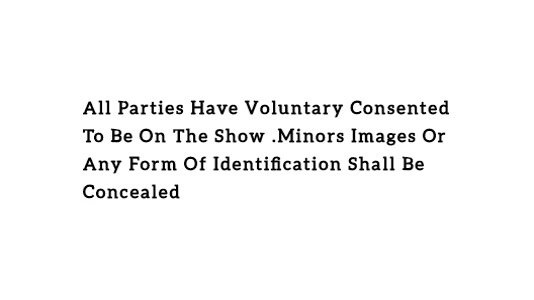 All Parties Have Voluntary Consented
To Be On The Show .Minors Images Or
Any Form Of Identification Shall Be
Concealed